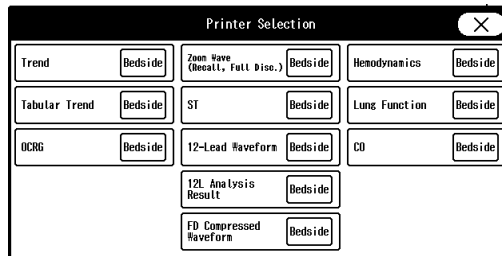 Printer Selection
Trend Bedside
Zoom Wave
(Recall, Full Disc.) Bedside
Hemodynamics Bedside
Tabular Trend Bedside
ST Bedside
Lung Function Bedside
OCRG Bedside
12-Lead Waveform Bedside
CO Bedside
12L Analysis
Result Bedside
FD Compressed
Waveform Bedside